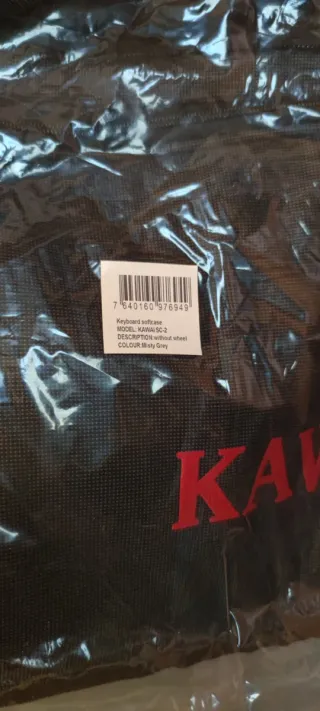 7 640160 976949
Keyboard softcase
MODEL: KAWAI SC-2
DESCRIPTION:without wheel
COLOUR:Misty Grey
KAW